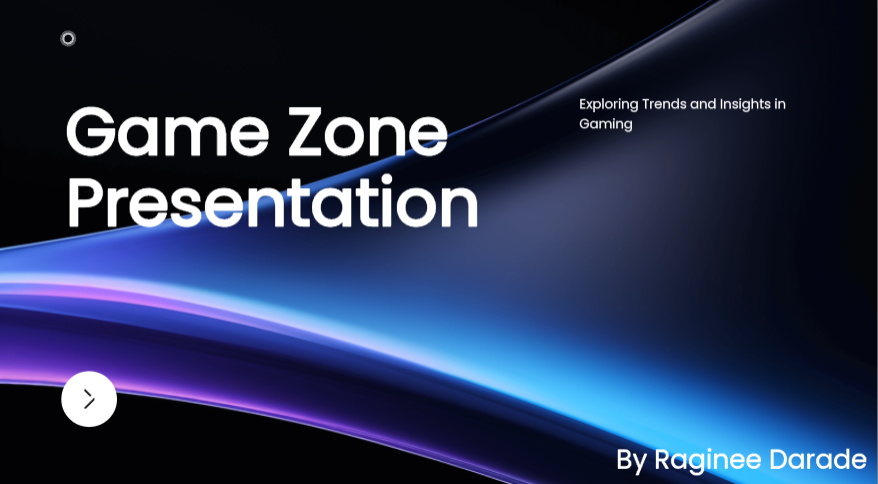 Game Zone
Presentation
Exploring Trends and Insights in
Gaming
By Raginee Darade